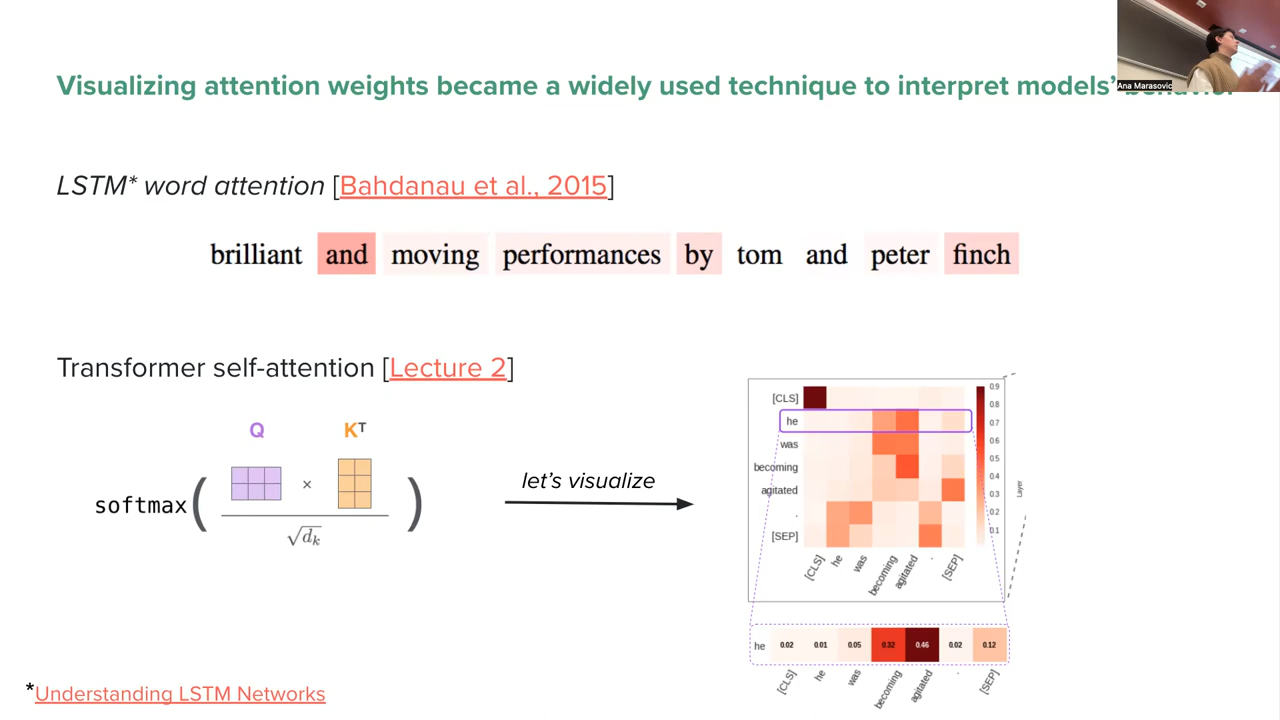 Visualizing attention weights became a widely used technique to interpret models' behavior
Ana Marasovic
LSTM* word attention [Bahdanau et al., 2015]
brilliant and moving performances by tom and peter finch
Transformer self-attention [Lecture 2]
Q
Kᵀ
softmax( × )
√dₖ
let's visualize
[CLS]
he
was
becoming
agitated
.
[SEP]
[CLS] he was becoming agitated . [SEP]
0.9
0.8
0.7
0.6
0.5
0.4
0.3
0.2
0.1
Layer
he 0.02 0.01 0.05 0.32 0.46 0.02 0.12
[CLS] he was becoming agitated . [SEP]
*Understanding LSTM Networks